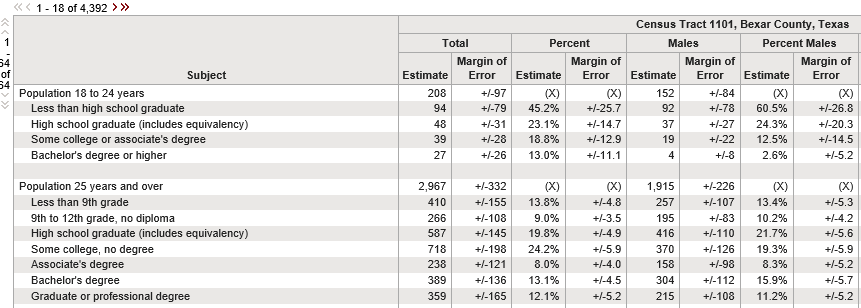 1 - 18 of 4,392
1
-
64
of
64
Census Tract 1101, Bexar County, Texas
Total Percent Males Percent Males
Subject Estimate Margin of Error Estimate Margin of Error Estimate Margin of Error Estimate Margin of Error
Population 18 to 24 years 208 +/-97 (X) (X) 152 +/-84 (X) (X)
Less than high school graduate 94 +/-79 45.2% +/-25.7 92 +/-78 60.5% +/-26.8
High school graduate (includes equivalency) 48 +/-31 23.1% +/-14.7 37 +/-27 24.3% +/-20.3
Some college or associate's degree 39 +/-28 18.8% +/-12.9 19 +/-22 12.5% +/-14.5
Bachelor's degree or higher 27 +/-26 13.0% +/-11.1 4 +/-8 2.6% +/-5.2
Population 25 years and over 2,967 +/-332 (X) (X) 1,915 +/-226 (X) (X)
Less than 9th grade 410 +/-155 13.8% +/-4.8 257 +/-107 13.4% +/-5.3
9th to 12th grade, no diploma 266 +/-108 9.0% +/-3.5 195 +/-83 10.2% +/-4.2
High school graduate (includes equivalency) 587 +/-145 19.8% +/-4.9 416 +/-110 21.7% +/-5.6
Some college, no degree 718 +/-198 24.2% +/-5.9 370 +/-126 19.3% +/-5.9
Associate's degree 238 +/-121 8.0% +/-4.0 158 +/-98 8.3% +/-5.2
Bachelor's degree 389 +/-136 13.1% +/-4.5 304 +/-112 15.9% +/-5.7
Graduate or professional degree 359 +/-165 12.1% +/-5.2 215 +/-108 11.2% +/-5.2